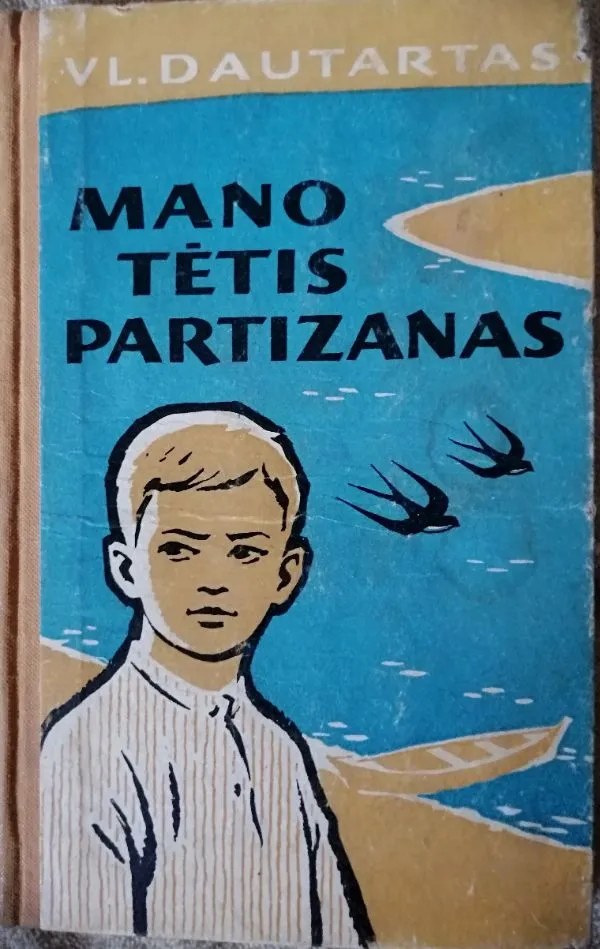 VL. DAUTARTAS
MANO
TĖTIS
PARTIZANAS